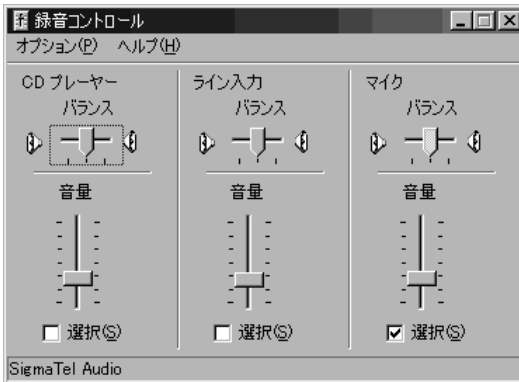 録音コントロール
オプション(P) ヘルプ(H)
CD プレーヤー
バランス
音量
選択(S)
ライン入力
バランス
音量
選択(S)
マイク
バランス
音量
選択(S)
SigmaTel Audio